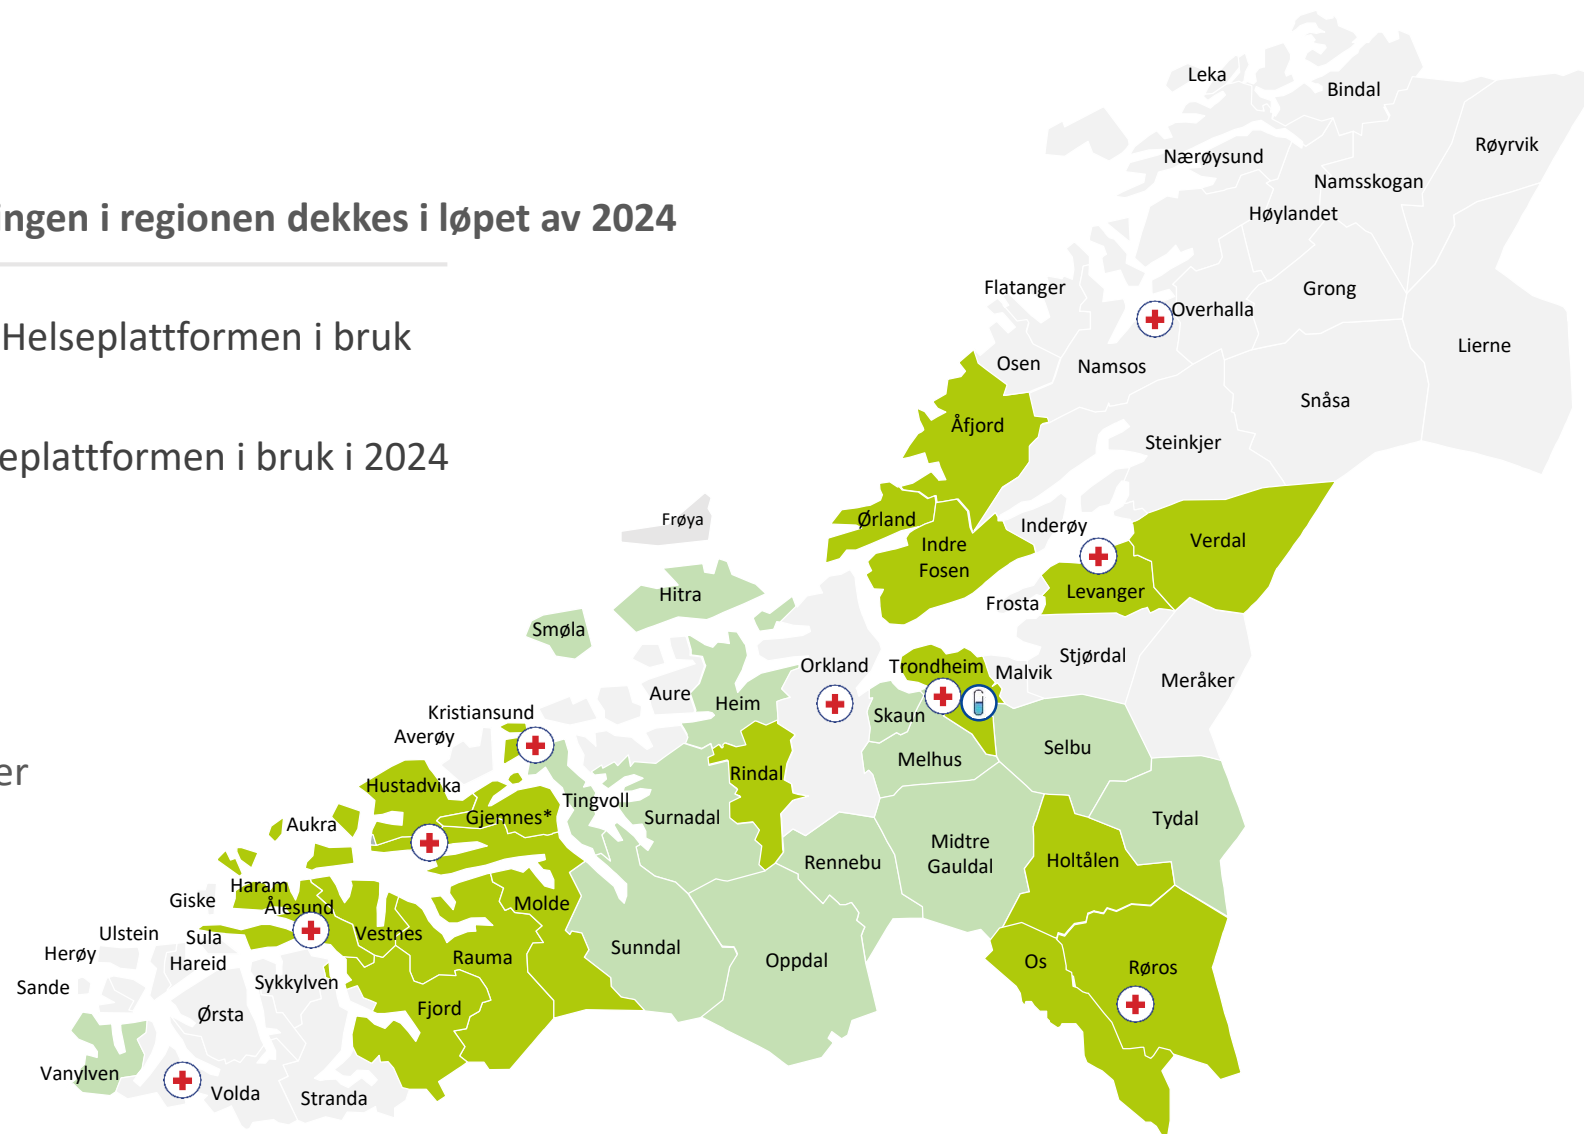 ingen i regionen dekkes i løpet av 2024
Helseplattformen i bruk
eplattformen i bruk i 2024
er
Leka
Bindal
Røyrvik
Nærøysund
Namsskogan
Høylandet
Flatanger
Grong
Overhalla
Lierne
Osen
Namsos
Snåsa
Åfjord
Steinkjer
Frøya
Ørland
Inderøy
Verdal
Indre
Fosen
Hitra
Levanger
Frosta
Smøla
Orkland
Trondheim
Malvik
Stjørdal
Meråker
Aure
Heim
Kristiansund
Skaun
Averøy
Selbu
Melhus
Rindal
Hustadvika
Tingvoll
Gjemnes*
Surnadal
Tydal
Aukra
Midtre
Gauldal
Rennebu
Holtålen
Haram
Giske
Ålesund
Molde
Ulstein
Sula
Vestnes
Herøy
Hareid
Rauma
Sunndal
Oppdal
Os
Røros
Sande
Sykkylven
Ørsta
Fjord
Vanylven
Volda
Stranda